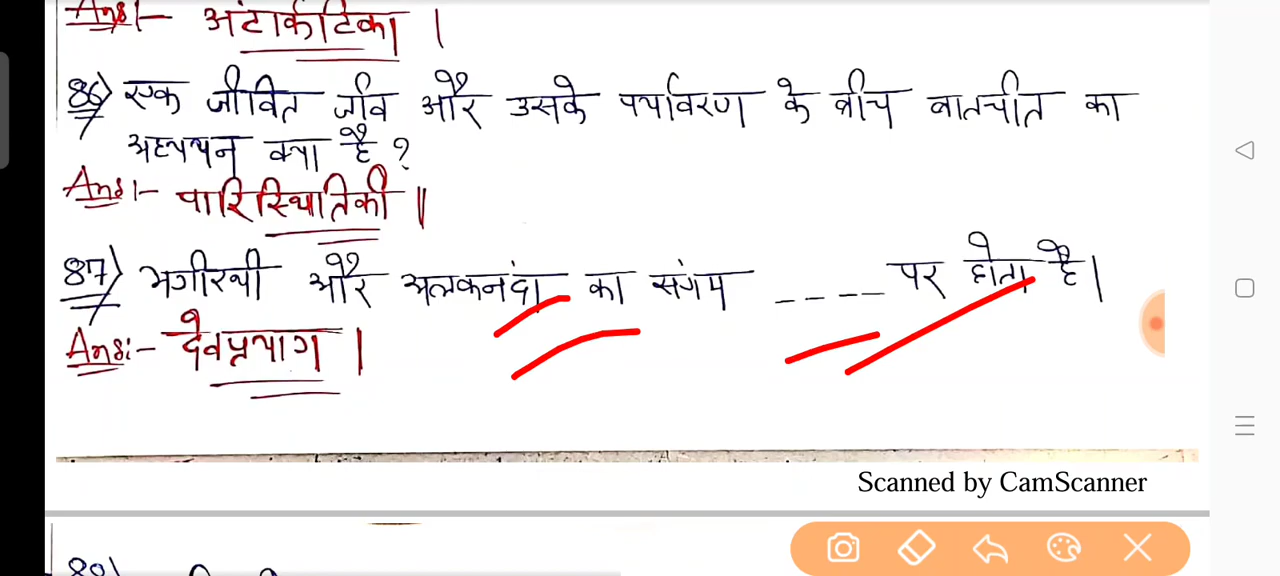 Ans:- अंटार्कटिका |
86) एक जीवित जीव और उसके पर्यावरण के बीच बातचीत का
अध्ययन क्या है ?
Ans:- पारिस्थितिकी ||
87) भगीरथी और अलकनंदा का संगम ---- पर होता है |
Ans:- देवप्रयाग |
Scanned by CamScanner